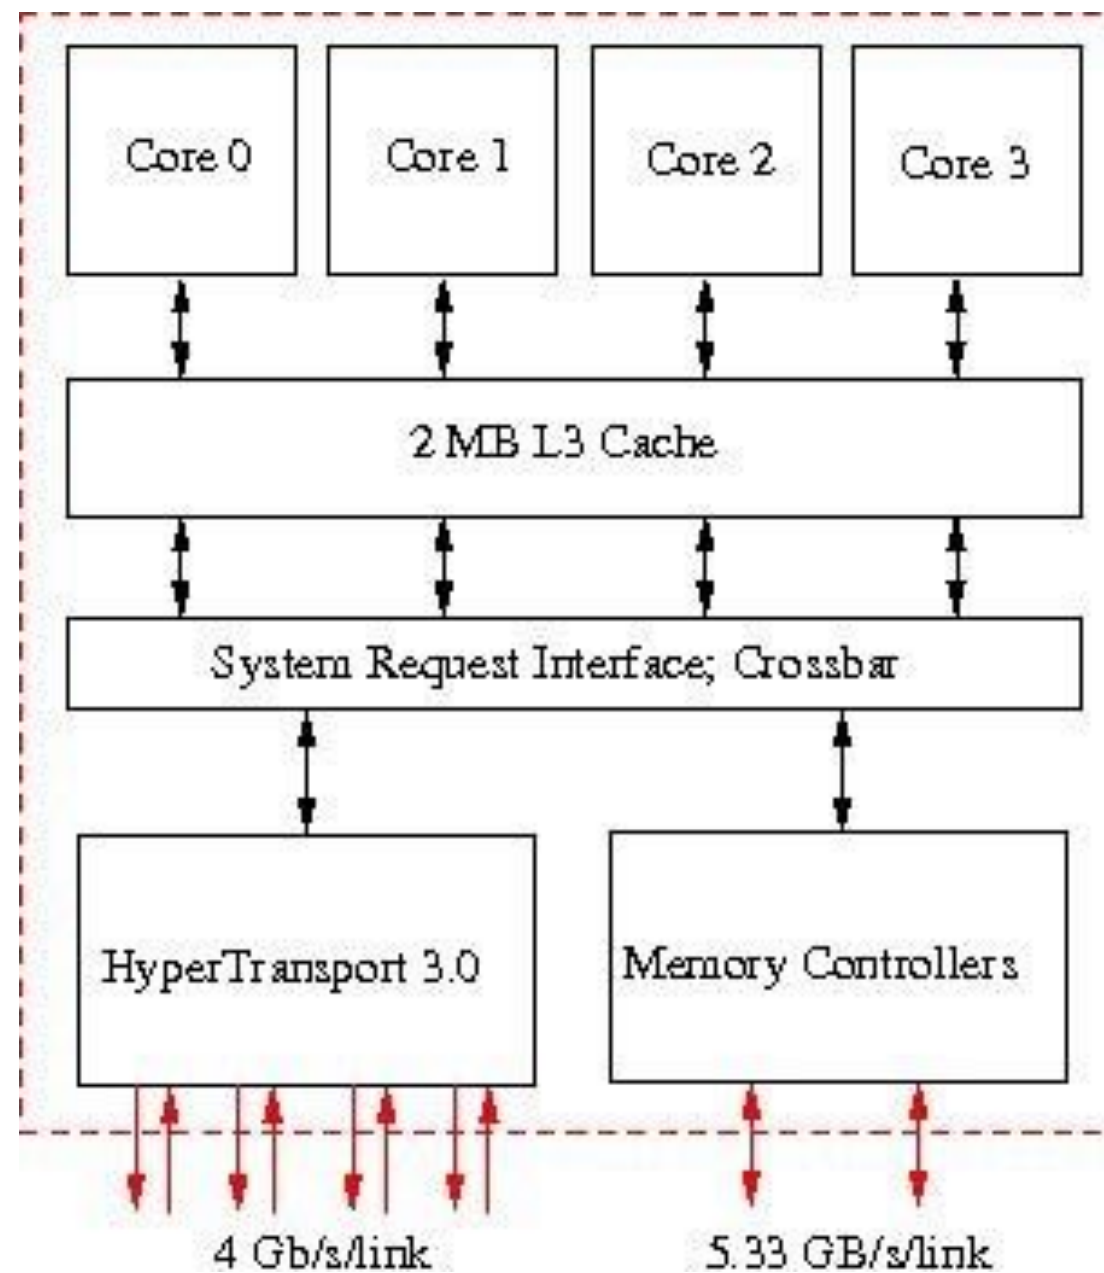 Core 0
Core 1
Core 2
Core 3
2 MB L3 Cache
System Request Interface; Crossbar
HyperTransport 3.0
Memory Controllers
4 Gb/s/link
5.33 GB/s/link